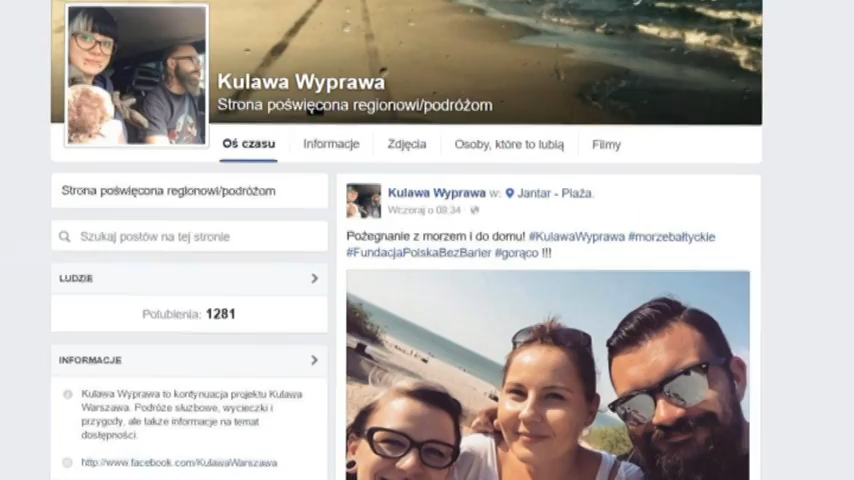 Kulawa Wyprawa
Strona poświęcona regionowi/podróżom
Oś czasu
Informacje
Zdjęcia
Osoby, które to lubią
Filmy
Strona poświęcona regionowi/podróżom
Szukaj postów na tej stronie
LUDZIE
Polubienia: 1281
INFORMACJE
Kulawa Wyprawa to kontynuacja projektu Kulawa
Warszawa. Podróże służbowe, wycieczki i
przygody, ale także informacje na temat
dostępności.
http://www.facebook.com/KulawaWarszawa
Kulawa Wyprawa w: Jantar - Plaża.
Wczoraj o 09:34
Pożegnanie z morzem i do domu! #KulawaWyprawa #morzebałtyckie
#FundacjaPolskaBezBarier #gorąco !!!